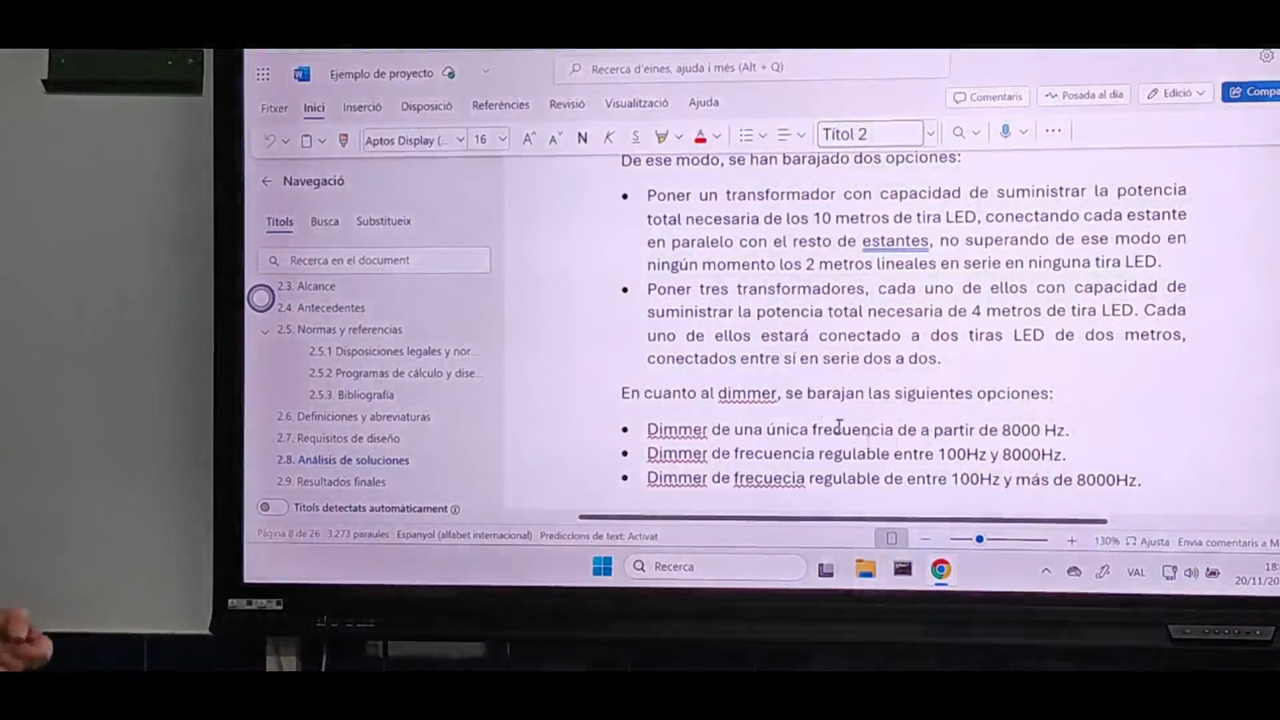 Ejemplo de proyecto
Recerca d'eines, ajuda i més (Alt + Q)
Fitxer Inici Inserció Disposició Referències Revisió Visualització Ajuda
Comentaris Posada al dia Edició
Aptos Display (... 16 N K S A Títol 2 ...
Navegació
Títols Busca Substitueix
Recerca en el document
2.3. Alcance
2.4. Antecedentes
2.5. Normas y referencias
2.5.1 Disposiciones legales y nor...
2.5.2 Programas de cálculo y dise...
2.5.3. Bibliografía
2.6. Definiciones y abreviaturas
2.7. Requisitos de diseño
2.8. Análisis de soluciones
2.9. Resultados finales
Títols detectats automàticament
De ese modo, se han barajado dos opciones:
• Poner un transformador con capacidad de suministrar la potencia
total necesaria de los 10 metros de tira LED, conectando cada estante
en paralelo con el resto de estantes, no superando de ese modo en
ningún momento los 2 metros lineales en serie en ninguna tira LED.
• Poner tres transformadores, cada uno de ellos con capacidad de
suministrar la potencia total necesaria de 4 metros de tira LED. Cada
uno de ellos estará conectado a dos tiras LED de dos metros,
conectados entre sí en serie dos a dos.
En cuanto al dimmer, se barajan las siguientes opciones:
• Dimmer de una única frecuencia de a partir de 8000 Hz.
• Dimmer de frecuencia regulable entre 100Hz y 8000Hz.
• Dimmer de frecuecia regulable de entre 100Hz y más de 8000Hz.
Pàgina 8 de 26 3.273 paraules Espanyol (alfabet internacional) Prediccions de text: Activat
130% Ajusta Envia comentaris a
Recerca
VAL
18:
20/11/20